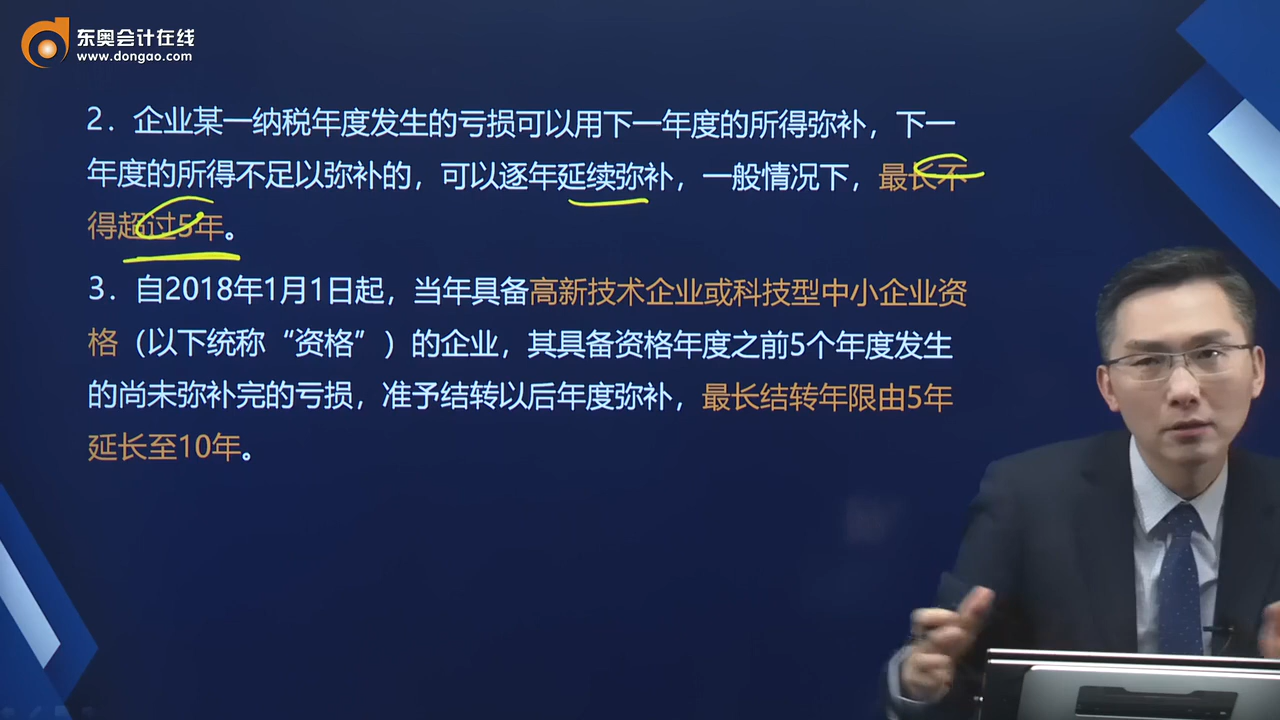 东奥会计在线
www.dongao.com
2．企业某一纳税年度发生的亏损可以用下一年度的所得弥补，下一
年度的所得不足以弥补的，可以逐年延续弥补，一般情况下，最长不
得超过5年。
3．自2018年1月1日起，当年具备高新技术企业或科技型中小企业资
格（以下统称“资格”）的企业，其具备资格年度之前5个年度发生
的尚未弥补完的亏损，准予结转以后年度弥补，最长结转年限由5年
延长至10年。